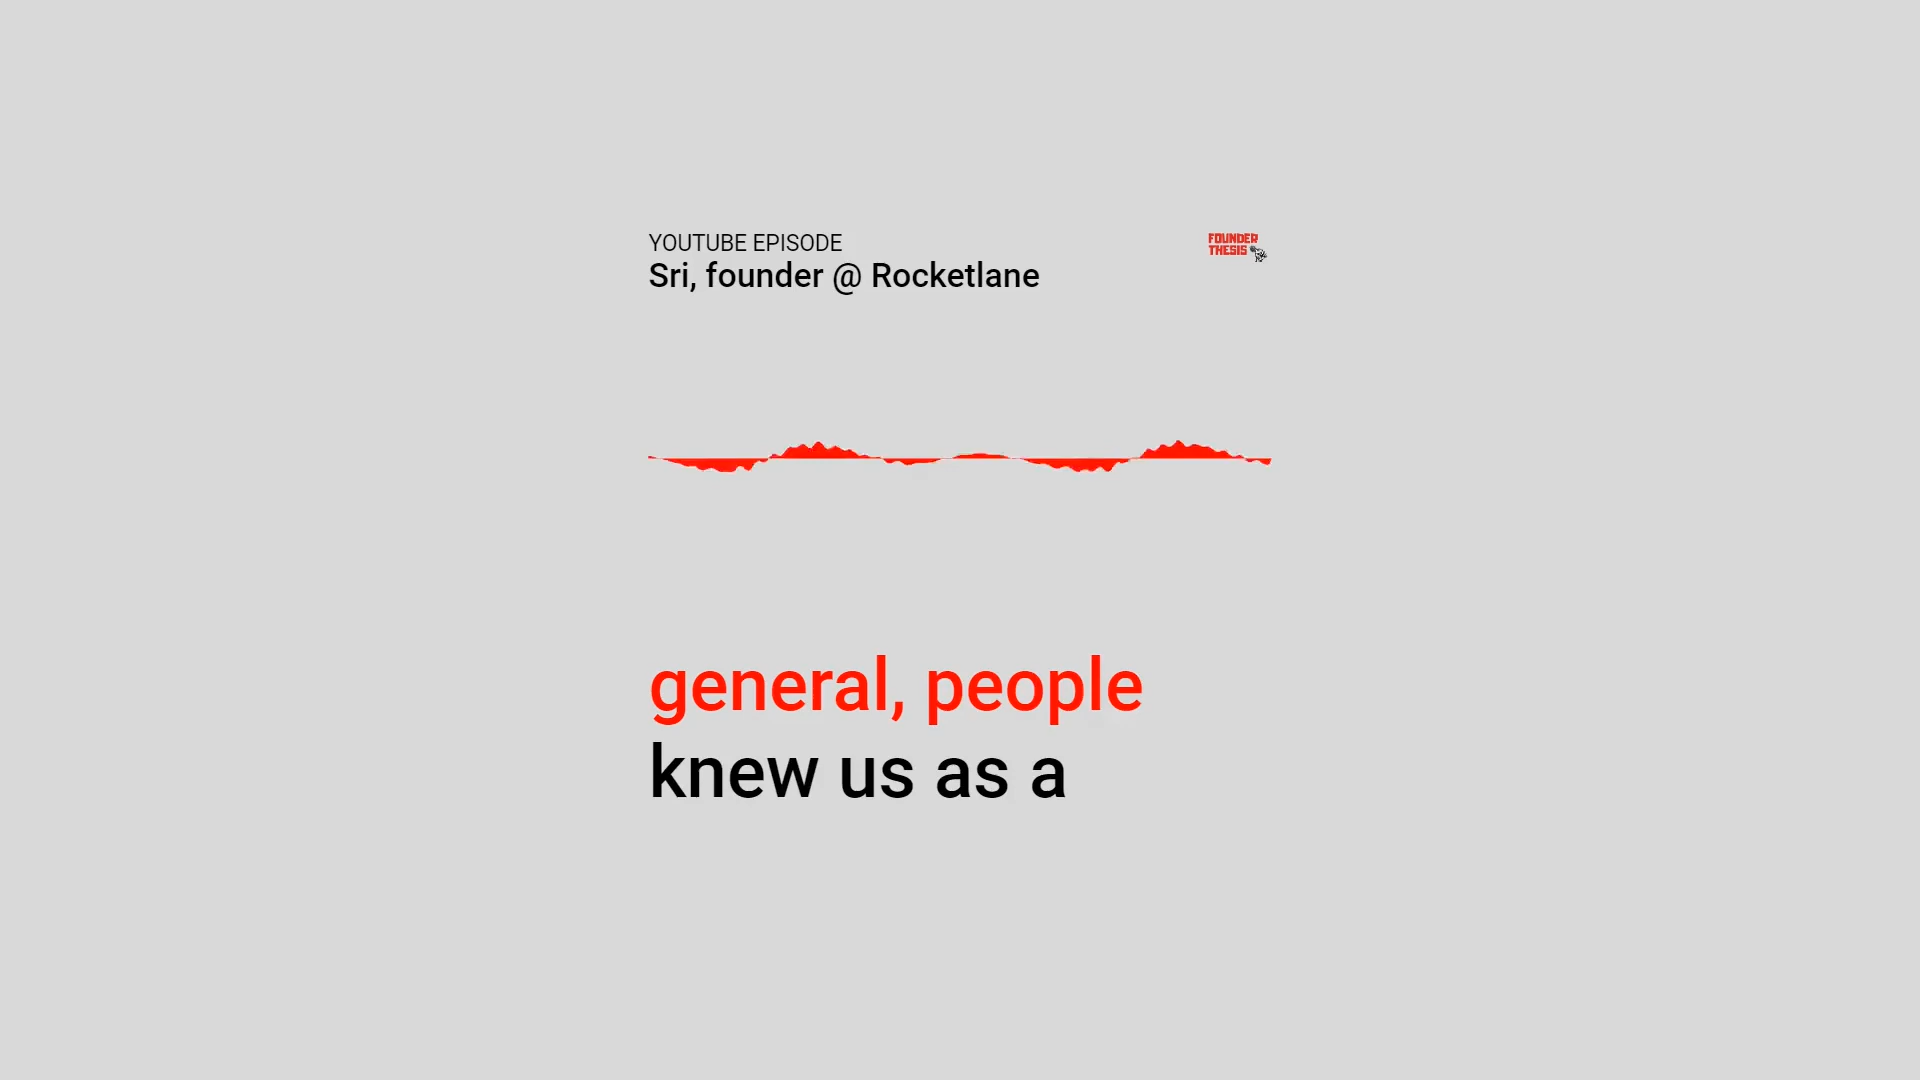 YOUTUBE EPISODE
Sri, founder @ Rocketlane
FOUNDER
THESIS
general, people
knew us as a